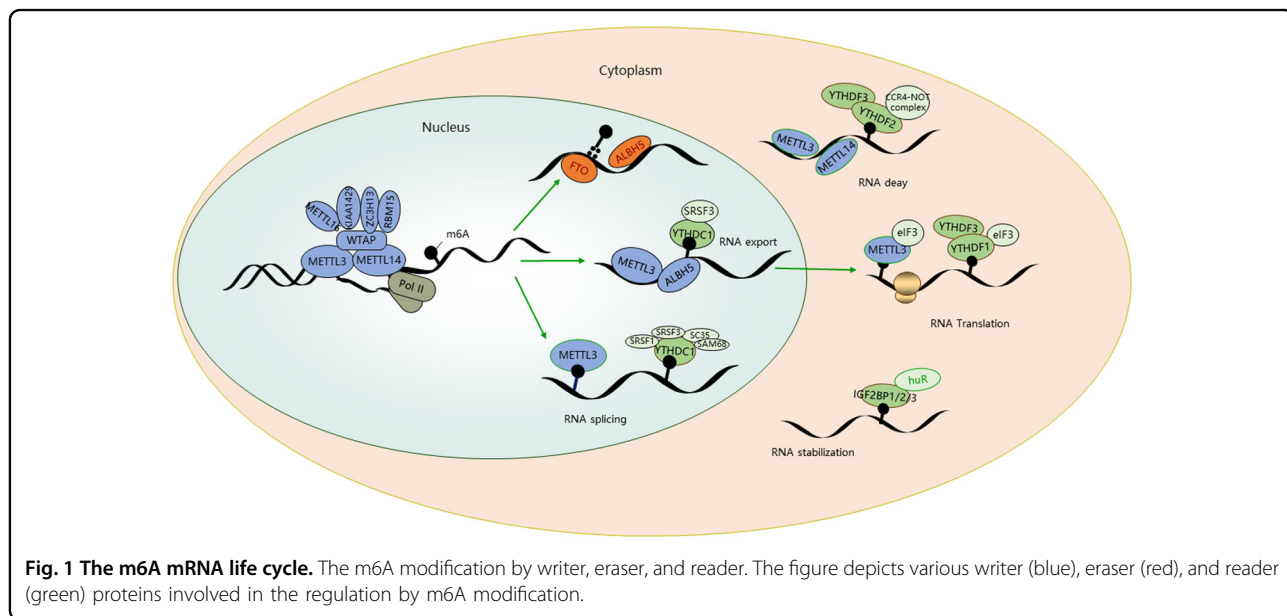 Cytoplasm
Nucleus
YTHDF3
YTHDF2
CCR4-NOT
complex
METTL3
METTL14
RNA deay
FTO
ALBH5
METTL16
KIAA1429
ZC3H13
RBM15
WTAP
METTL3
METTL14
Pol II
m6A
SRSF3
YTHDC1
RNA export
METTL3
ALBH5
eIF3
METTL3
YTHDF3
YTHDF1
eIF3
RNA Translation
METTL3
SRSF1
SRSF3
SC35
SAM68
YTHDC1
RNA splicing
huR
IGF2BP1/2/3
RNA stabilization
Fig. 1 The m6A mRNA life cycle. The m6A modification by writer, eraser, and reader. The figure depicts various writer (blue), eraser (red), and reader
(green) proteins involved in the regulation by m6A modification.